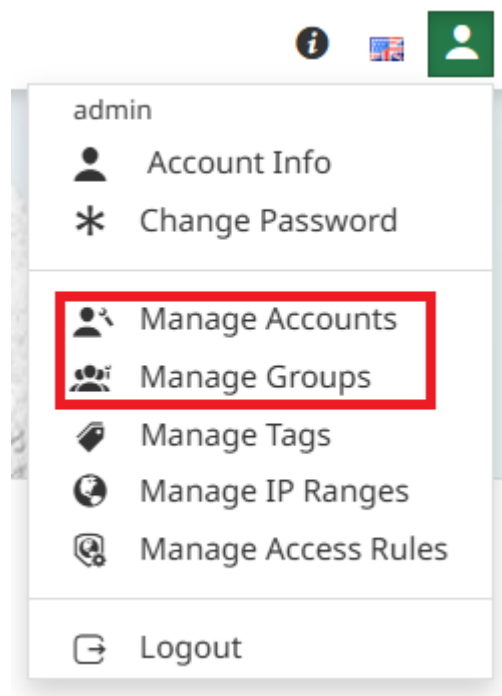 admin
Account Info
Change Password
Manage Accounts
Manage Groups
Manage Tags
Manage IP Ranges
Manage Access Rules
Logout